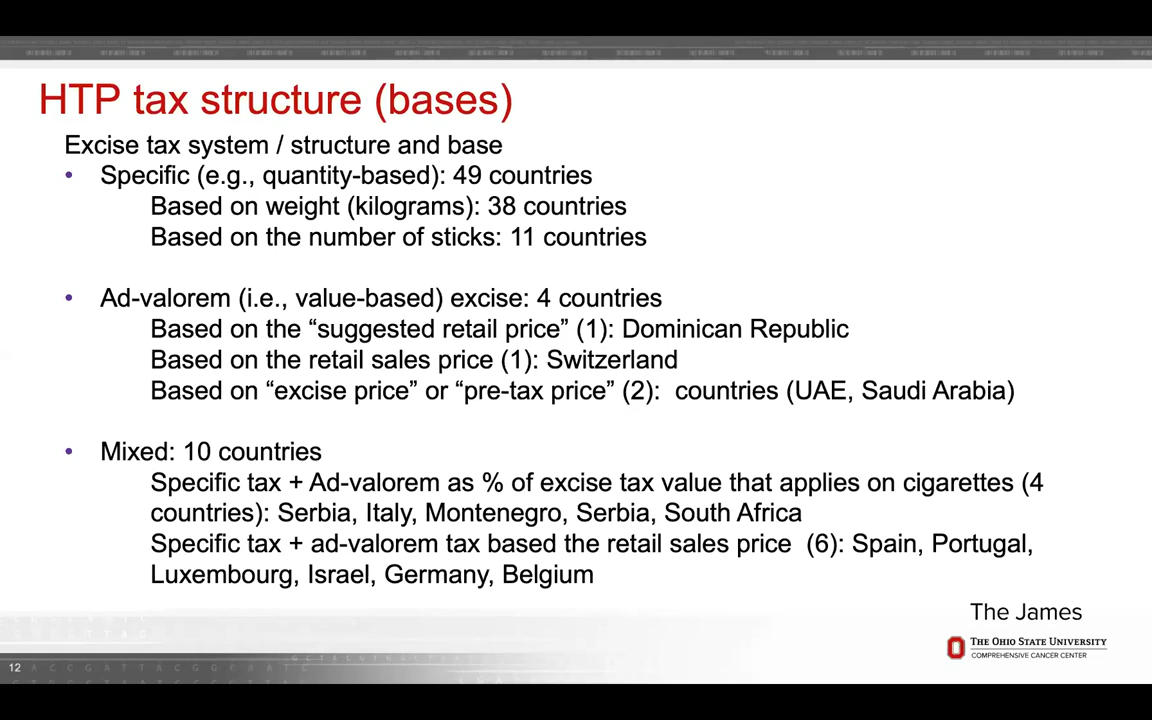 HTP tax structure (bases)
Excise tax system / structure and base
• Specific (e.g., quantity-based): 49 countries
Based on weight (kilograms): 38 countries
Based on the number of sticks: 11 countries
• Ad-valorem (i.e., value-based) excise: 4 countries
Based on the “suggested retail price” (1): Dominican Republic
Based on the retail sales price (1): Switzerland
Based on “excise price” or “pre-tax price” (2):  countries (UAE, Saudi Arabia)
• Mixed: 10 countries
Specific tax + Ad-valorem as % of excise tax value that applies on cigarettes (4
countries): Serbia, Italy, Montenegro, Serbia, South Africa
Specific tax + ad-valorem tax based the retail sales price  (6): Spain, Portugal,
Luxembourg, Israel, Germany, Belgium
The James
THE OHIO STATE UNIVERSITY
COMPREHENSIVE CANCER CENTER
12